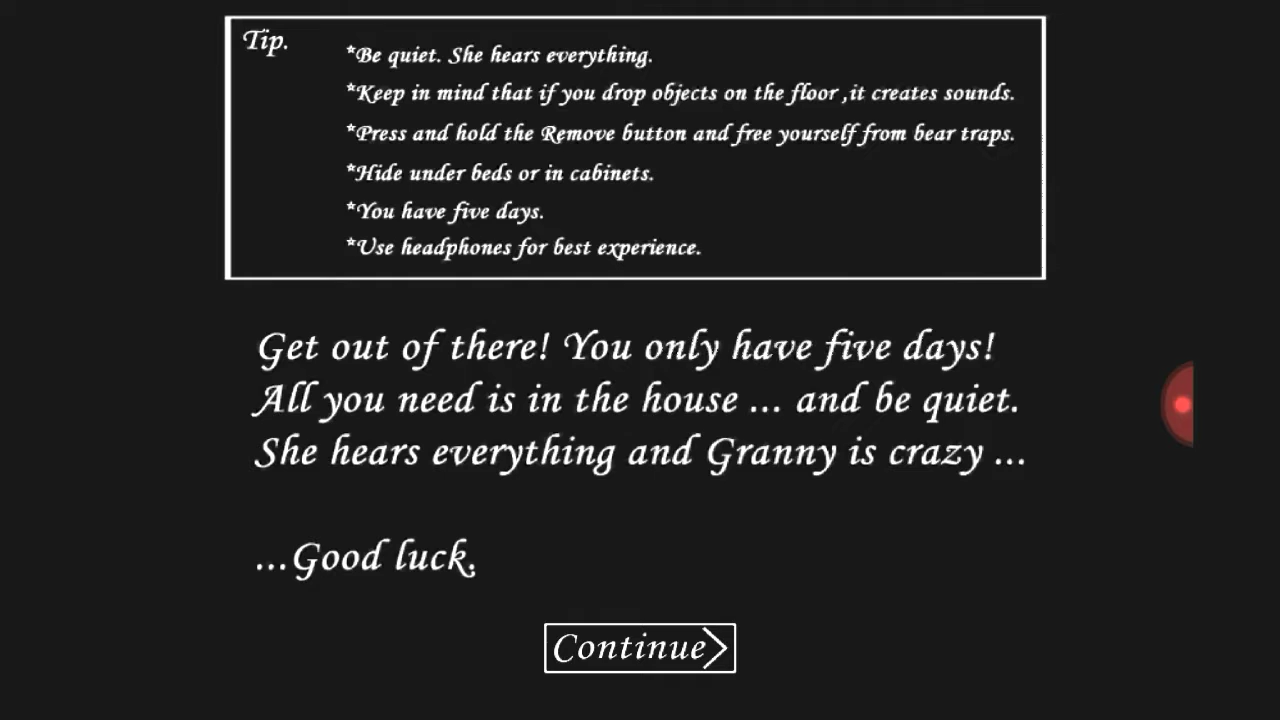 Tip.
*Be quiet. She hears everything.
*Keep in mind that if you drop objects on the floor ,it creates sounds.
*Press and hold the Remove button and free yourself from bear traps.
*Hide under beds or in cabinets.
*You have five days.
*Use headphones for best experience.
Get out of there! You only have five days!
All you need is in the house ... and be quiet.
She hears everything and Granny is crazy ...
...Good luck.
Continue>